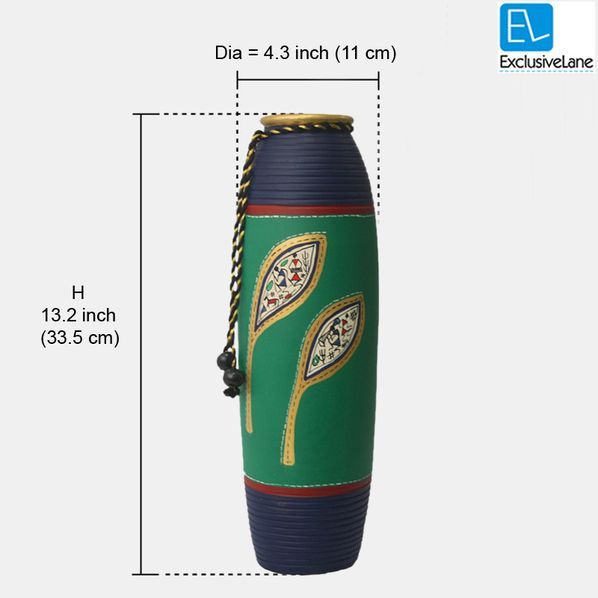 Dia = 4.3 inch (11 cm)
EL
ExclusiveLane
H
13.2 inch
(33.5 cm)